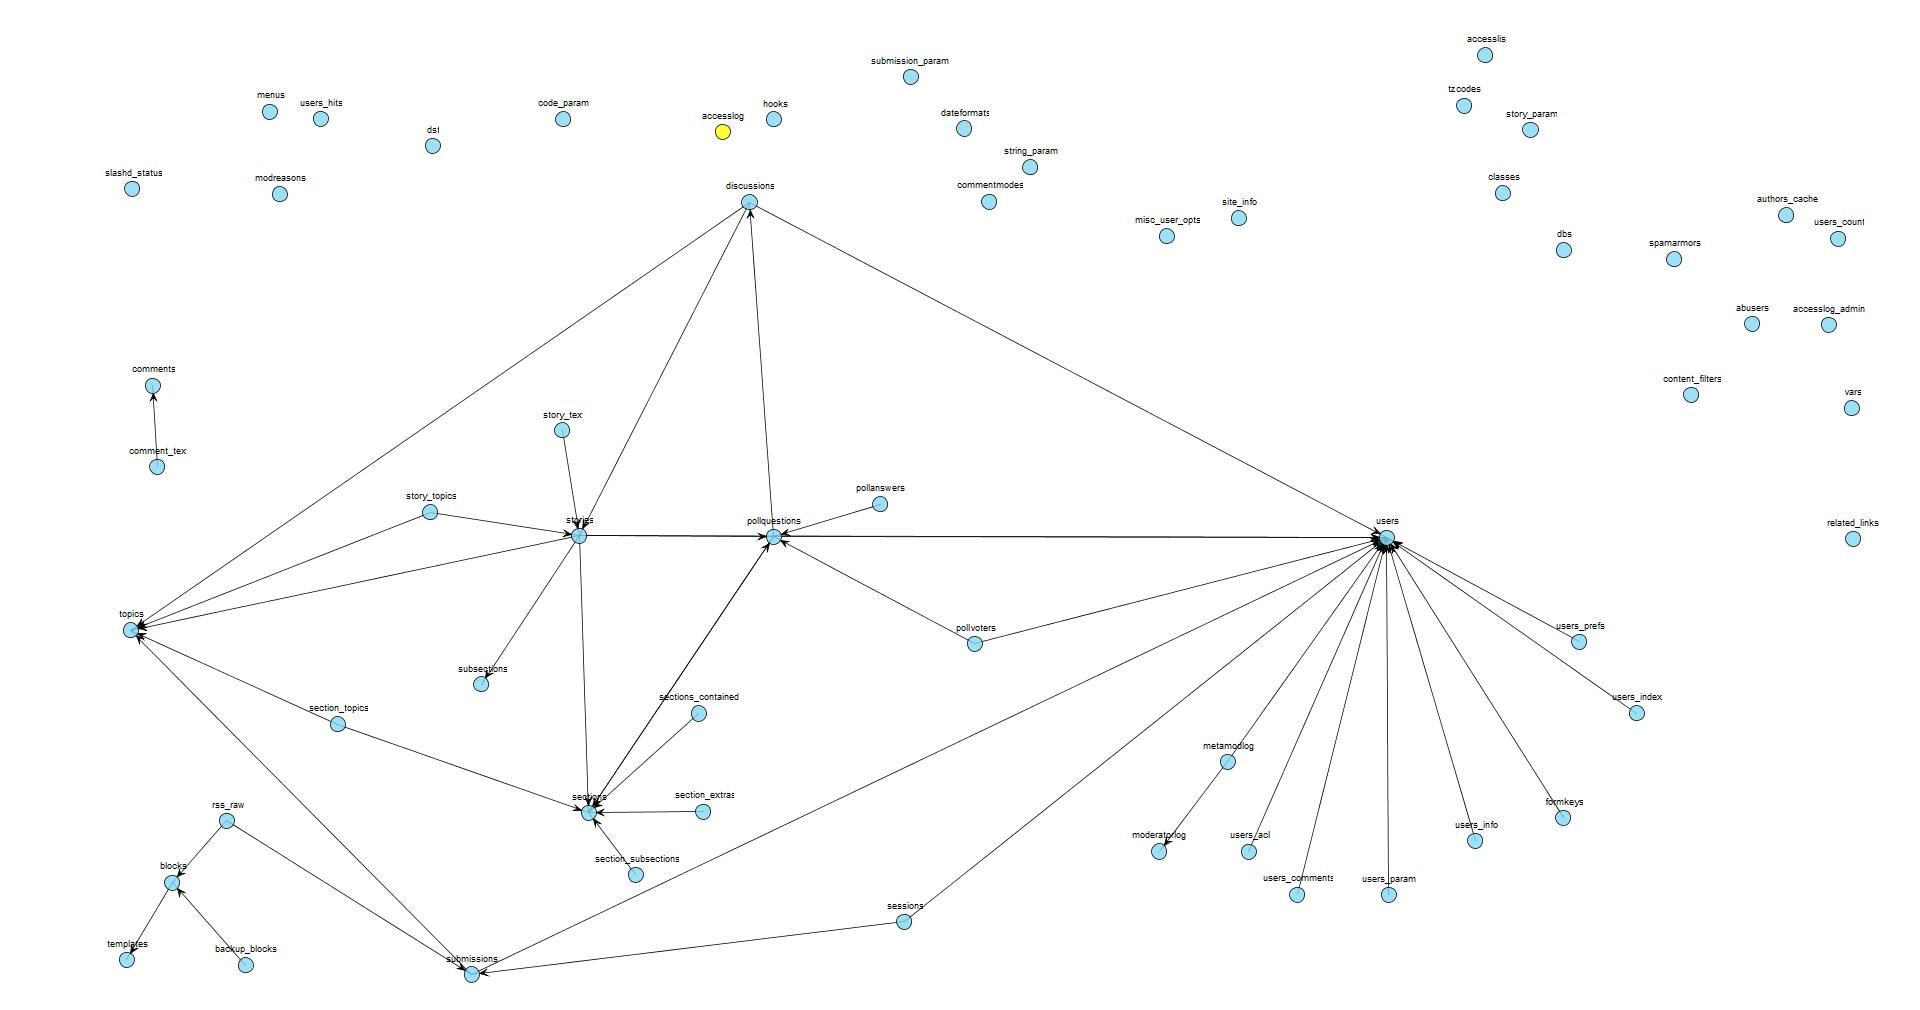 accesslis
submission_param
tzcodes
menus
users_hits
code_param
hooks
accesslog
dateformats
story_param
dst
string_param
slashd_status
modreasons
discussions
commentmodes
classes
authors_cache
site_info
misc_user_opts
users_count
dbs
spamarmors
abusers
accesslog_admin
comments
content_filters
vars
story_tex
comment_tex
pollanswers
story_topics
stories
pollquestions
users
related_links
topics
pollvoters
users_prefs
subsections
sections_contained
users_index
section_topics
metamodlog
sections
section_extras
formkeys
rss_raw
users_info
moderatorlog
users_acl
section_subsections
blocks
users_comments
users_param
sessions
templates
backup_blocks
submissions